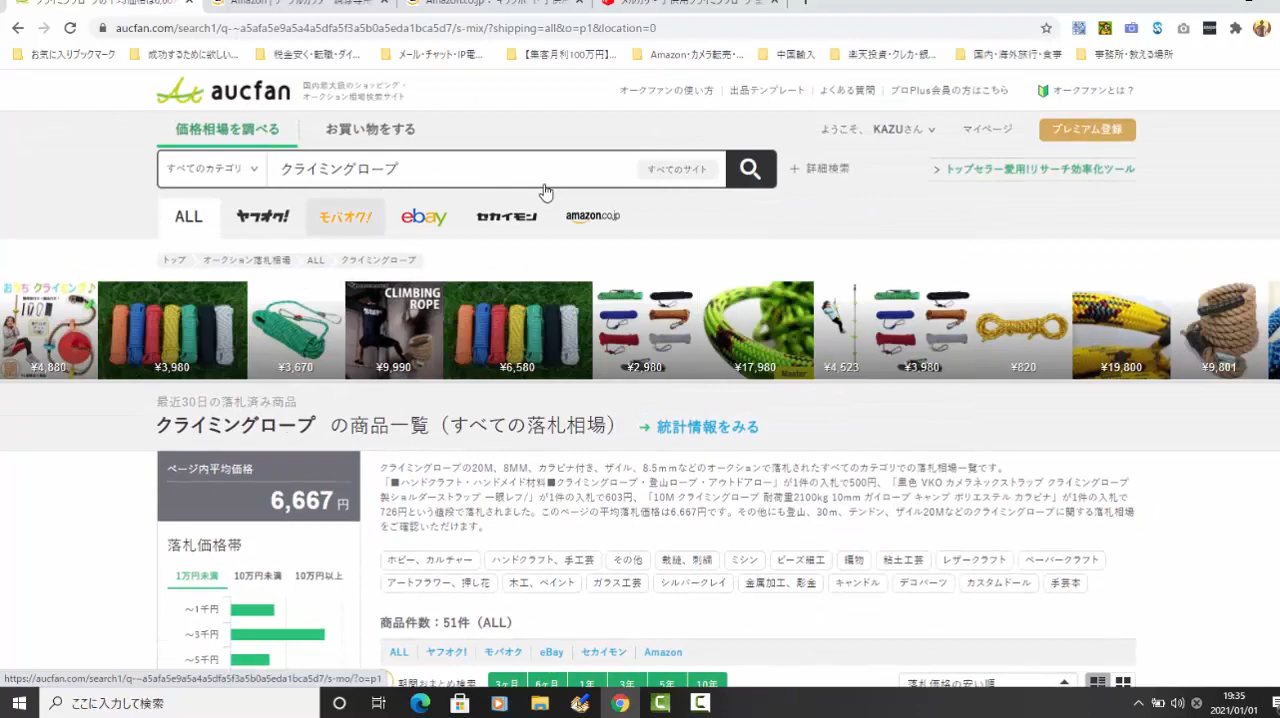 aucfan.com/search1/q-~a5afa5e9a5a4a5dfa5f3a5b0a5eda1bca5d7/s-mix/?shipping=all&o=p1&location=0
お気に入りブックマーク 成功するために欲しい... 税金安・転職・ダイ... メール・チャット・IP電... 【集客月利100万円】... Amazon・カメラ転売・... 中国輸入 楽天投資・クレカ・銀... 国内・海外旅行・食事 事務所・教える場所
aucfan 国内最大級のショッピング・
オークション相場検索サイト
オークファンの使い方 出品テンプレート よくある質問 プロPlus会員の方はこちら オークファンとは？
価格相場を調べる お買い物をする ようこそ、 KAZUさん マイページ プレミアム登録
すべてのカテゴリ クライミングロープ すべてのサイト + 詳細検索 > トップセラー愛用!リサーチ効率化ツール
ALL ヤフオク! モバオク! ebay セカイモン amazon.co.jp
トップ オークション落札相場 ALL クライミングロープ
おうち クライミング♪
CLIMBING
ROPE
Master
¥4,880 ¥3,980 ¥3,670 ¥9,990 ¥6,580 ¥2,980 ¥17,980 ¥4,523 ¥3,980 ¥820 ¥19,800 ¥9,801
最近30日の落札済み商品
クライミングロープ の商品一覧（すべての落札相場） → 統計情報をみる
ページ内平均価格
6,667 円
クライミングロープの20M、8MM、カラビナ付き、ザイル、8.5ｍｍなどのオークションで落札されたすべてのカテゴリでの落札相場一覧です。
「■ハンドクラフト・ハンドメイド材料■クライミングロープ・登山ロープ・アウトドアロー」が1件の入札で500円、「黒色 VKO カメラネックストラップ クライミングロープ
製ショルダーストラップ 一眼レフ/」が1件の入札で603円、「10M クライミングロープ 耐荷重2100kg 10mm ガイロープ キャンプ ポリエステル カラビナ」が1件の入札で
726円という値段で落札されました。このページの平均落札価格は6,667円です。その他にも登山、30m、テンドン、ザイル20Mなどのクライミングロープに関する落札相場
をご確認いただけます。
落札価格帯
1万円未満 10万円未満 10万円以上
～1千円
～3千円
～5千円
ホビー、カルチャー ハンドクラフト、手工芸 その他 裁縫、刺繍 ミシン ビーズ細工 織物 粘土工芸 レザークラフト ペーパークラフト
アートフラワー、押し花 木工、ペイント ガラス工芸 シルバークレイ 金属加工、彫金 キャンドル デコパーツ カスタムドール 手芸本
商品件数：51件（ALL）
ALL ヤフオク! モバオク eBay セカイモン Amazon
期間おまとめ検索 3ヶ月 6ヶ月 1年 3年 5年 10年 落札価格の安い順
https://aucfan.com/search1/q-~a5afa5e9a5a4a5dfa5f3a5b0a5eda1bca5d7/s-mo/?o=p1
ここに入力して検索
19:35
2021/01/01